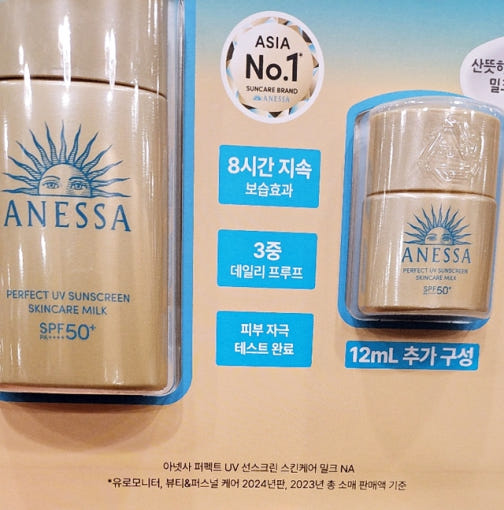 ASIA
No.1*
SUNCARE BRAND
ANESSA
산뜻하
8시간 지속
보습효과
3중
데일리 프루프
피부 자극
테스트 완료
ANESSA
PERFECT UV SUNSCREEN
SKINCARE MILK
SPF50+
PA++++
ANESSA
PERFECT UV SUNSCREEN
SKINCARE MILK
SPF50+
12mL 추가 구성
아넷사 퍼펙트 UV 선스크린 스킨케어 밀크 NA
*유로모니터, 뷰티&퍼스널 케어 2024년판, 2023년 총 소매 판매액 기준